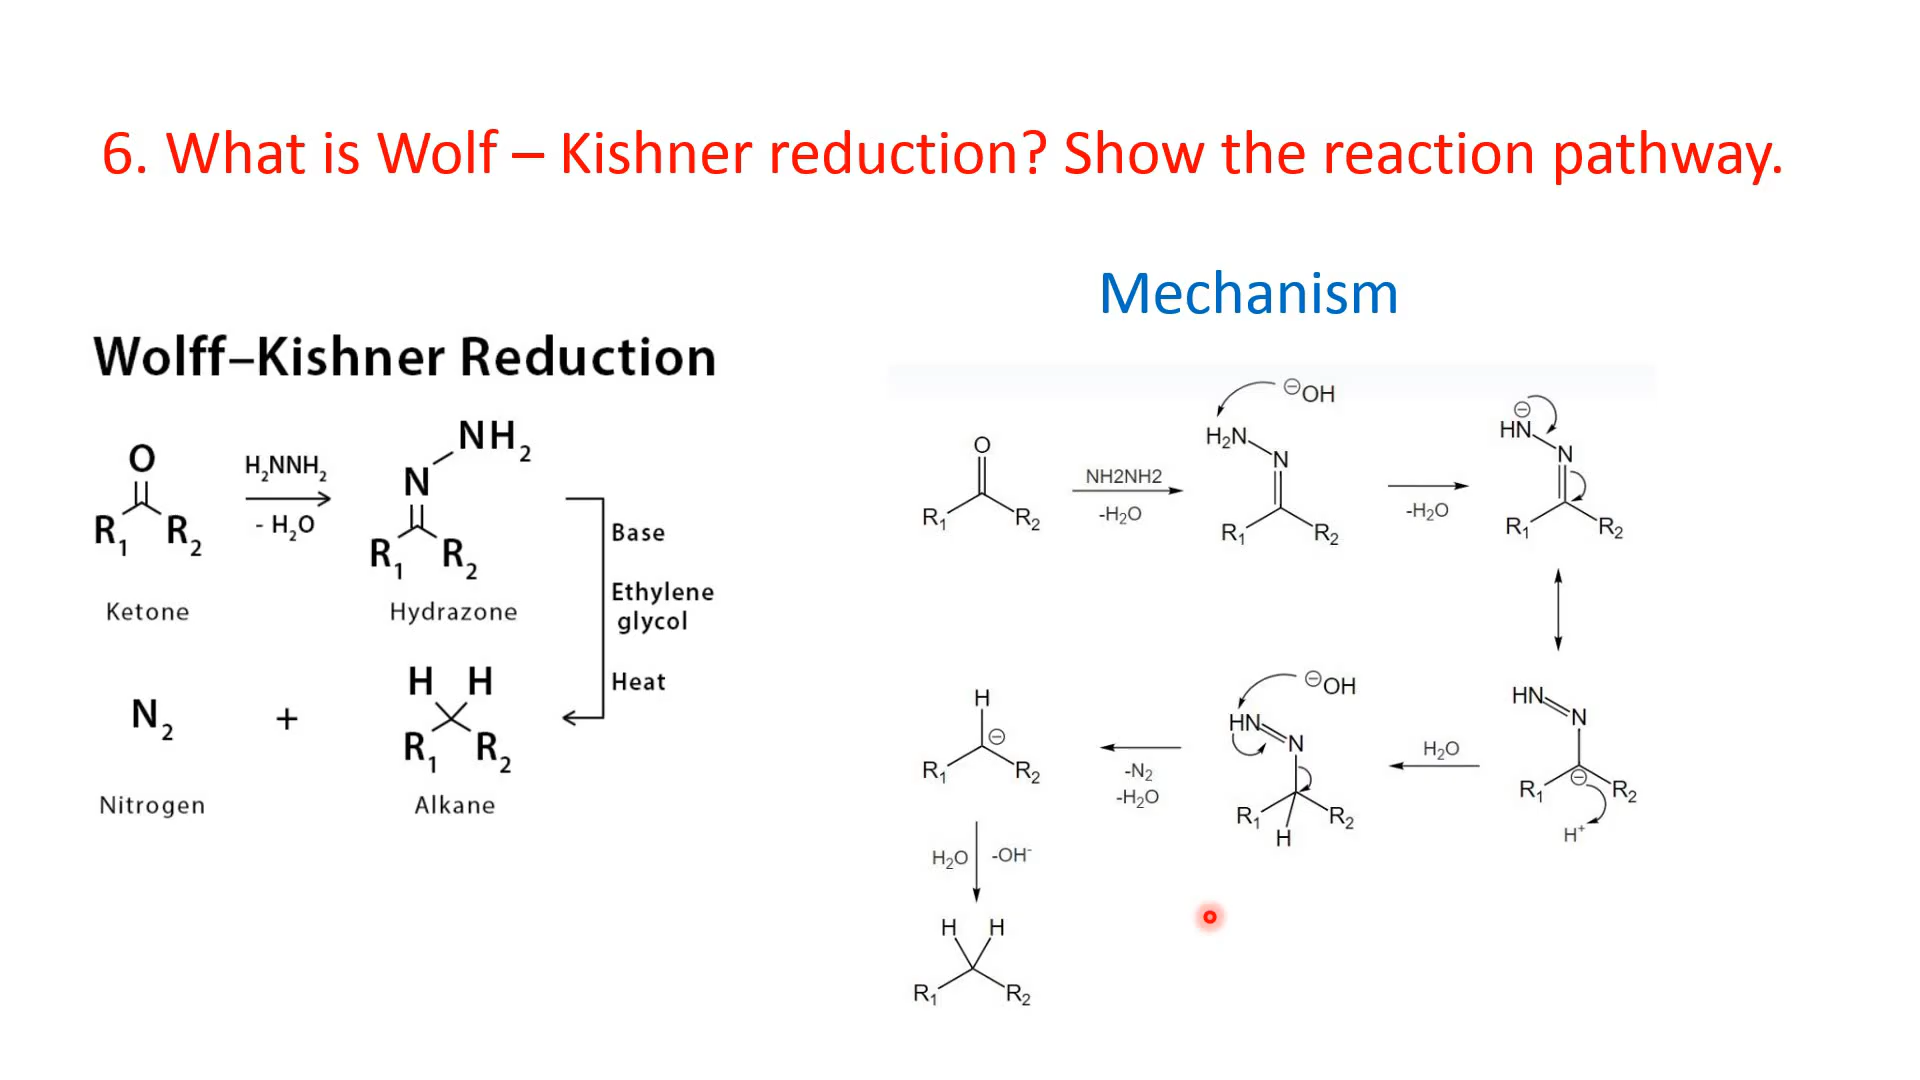 6. What is Wolf – Kishner reduction? Show the reaction pathway.
Mechanism
Wolff–Kishner Reduction
O
R₁ R₂
Ketone
H₂NNH₂
- H₂O
NH₂
N
R₁ R₂
Hydrazone
Base
Ethylene
glycol
Heat
N₂
Nitrogen
+
H H
R₁ R₂
Alkane
O
R₁ R₂
NH2NH2
-H₂O
⊖OH
H₂N
N
R₁ R₂
-H₂O
⊖
HN
N
R₁ R₂
HN
N
⊖
R₁ R₂
H⁺
H₂O
⊖OH
HN
N
R₁ R₂
H
-N₂
-H₂O
H
⊖
R₁ R₂
H₂O -OH⁻
H H
R₁ R₂